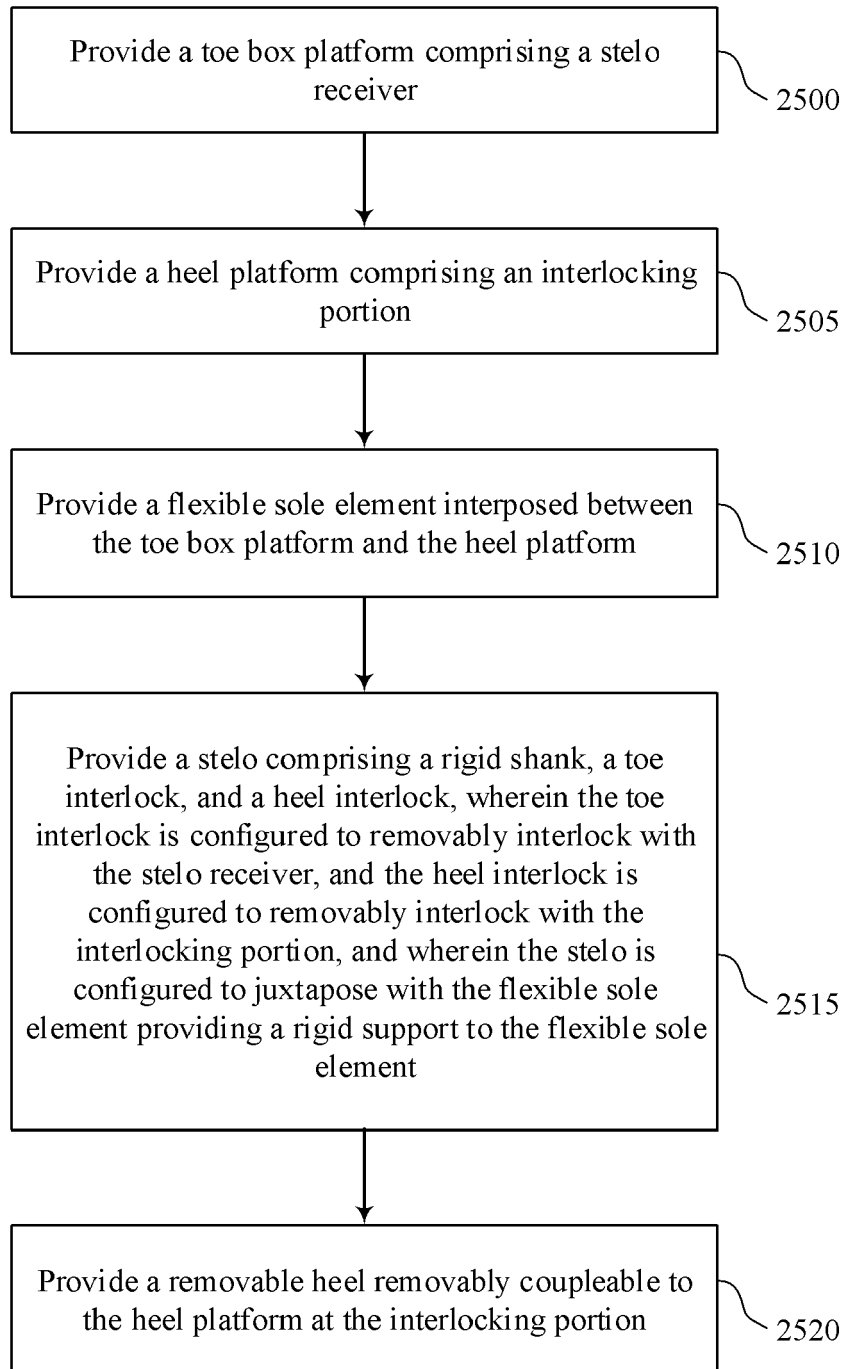 Provide a toe box platform comprising a stelo
receiver
2500
Provide a heel platform comprising an interlocking
portion
2505
Provide a flexible sole element interposed between
the toe box platform and the heel platform
2510
Provide a stelo comprising a rigid shank, a toe
interlock, and a heel interlock, wherein the toe
interlock is configured to removably interlock with
the stelo receiver, and the heel interlock is
configured to removably interlock with the
interlocking portion, and wherein the stelo is
configured to juxtapose with the flexible sole
element providing a rigid support to the flexible sole
element
2515
Provide a removable heel removably coupleable to
the heel platform at the interlocking portion
2520